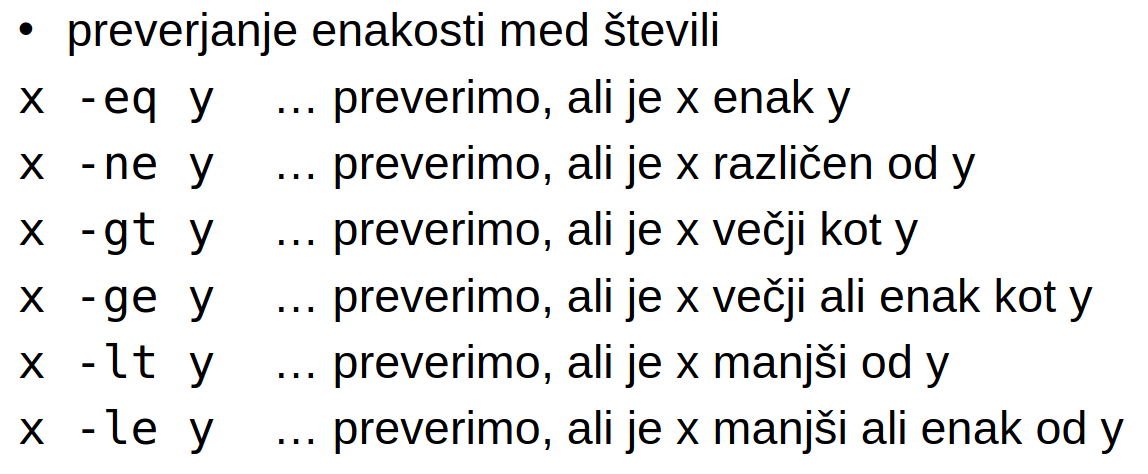 • preverjanje enakosti med števili
x -eq y … preverimo, ali je x enak y
x -ne y … preverimo, ali je x različen od y
x -gt y … preverimo, ali je x večji kot y
x -ge y … preverimo, ali je x večji ali enak kot y
x -lt y … preverimo, ali je x manjši od y
x -le y … preverimo, ali je x manjši ali enak od y